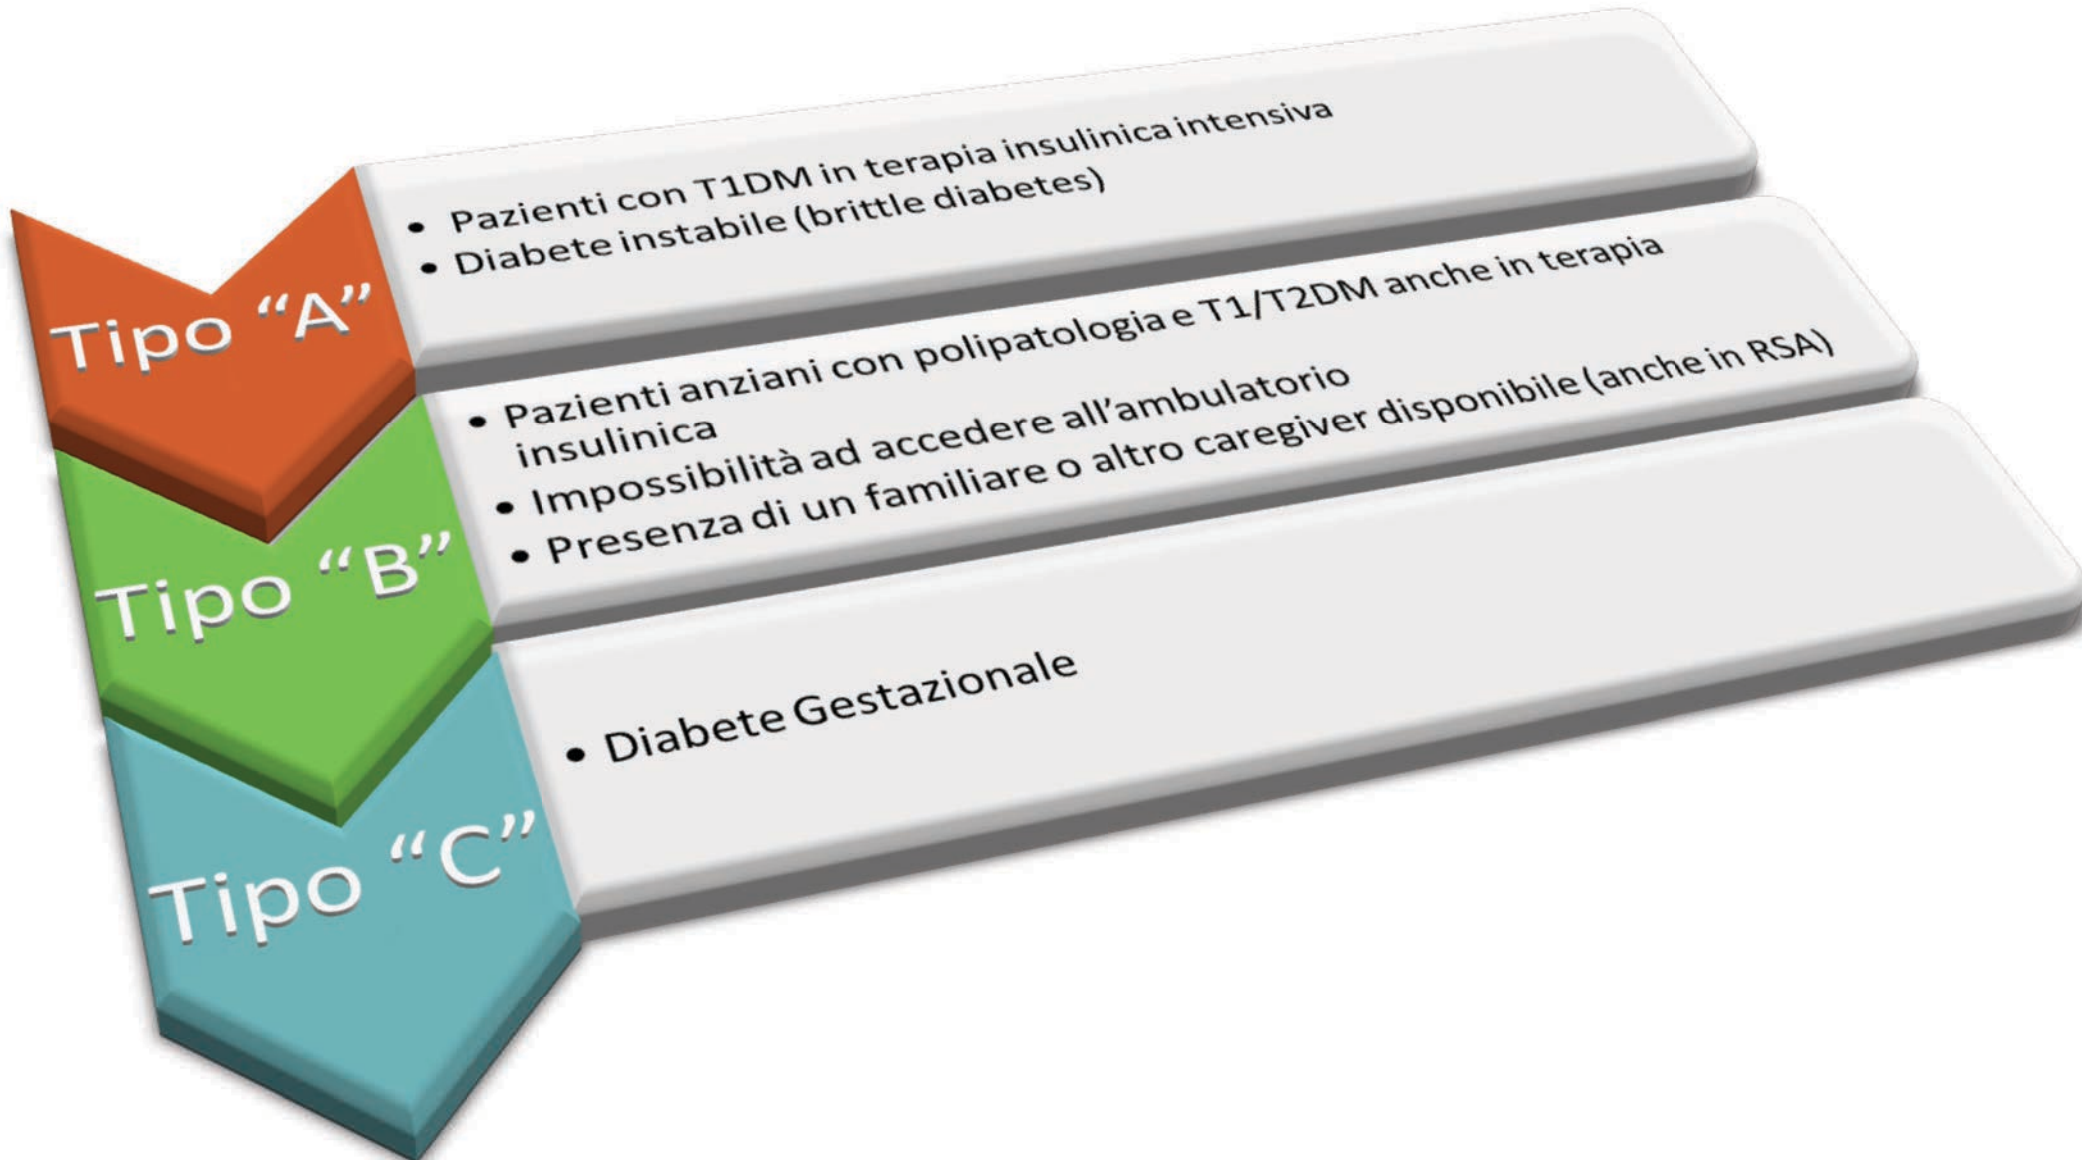 Tipo “A”
• Pazienti con T1DM in terapia insulinica intensiva
• Diabete instabile (brittle diabetes)
Tipo “B”
• Pazienti anziani con polipatologia e T1/T2DM anche in terapia
insulinica
• Impossibilità ad accedere all’ambulatorio
• Presenza di un familiare o altro caregiver disponibile (anche in RSA)
Tipo “C”
• Diabete Gestazionale